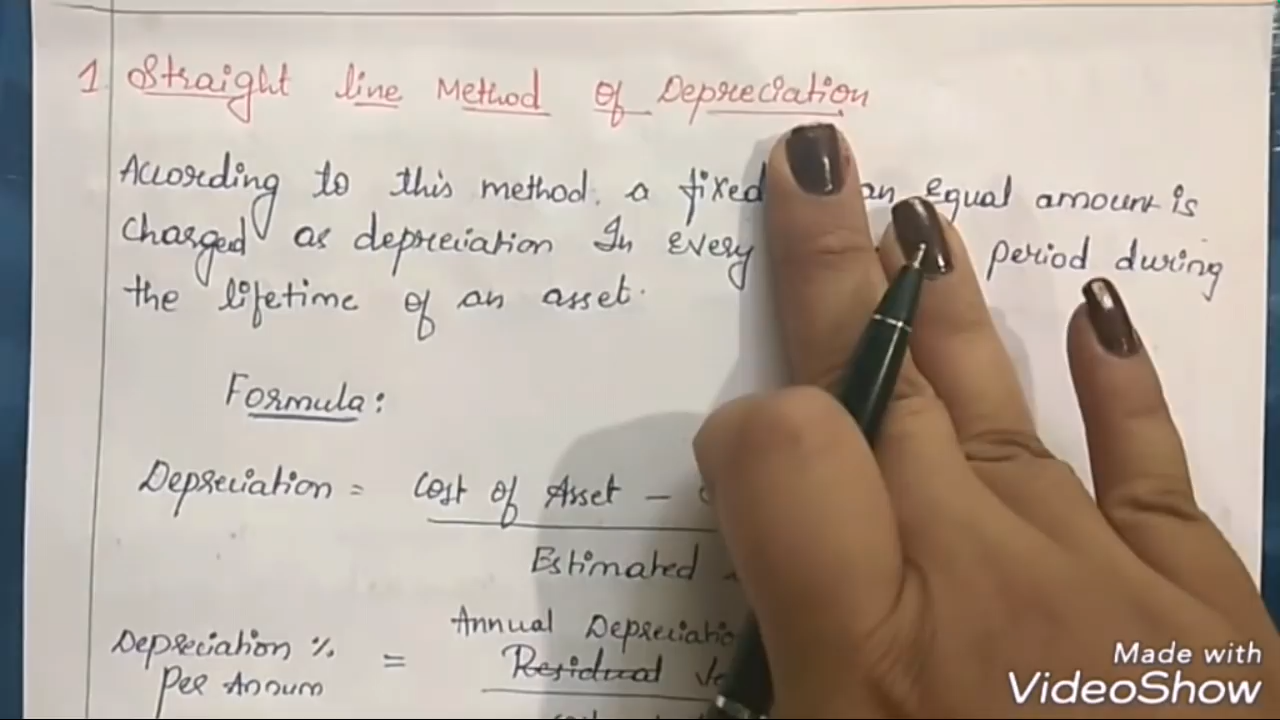 1 Straight line Method Of Depreciation
According to this method. a fixed an Equal amount is
Charged as depreciation In Every period during
the lifetime of an asset.
Formula:
Depreciation = Cost of Asset -
Estimated
Annual Depreciatio
Depreciation % =
Residual
Per Annum
Made with
VideoShow